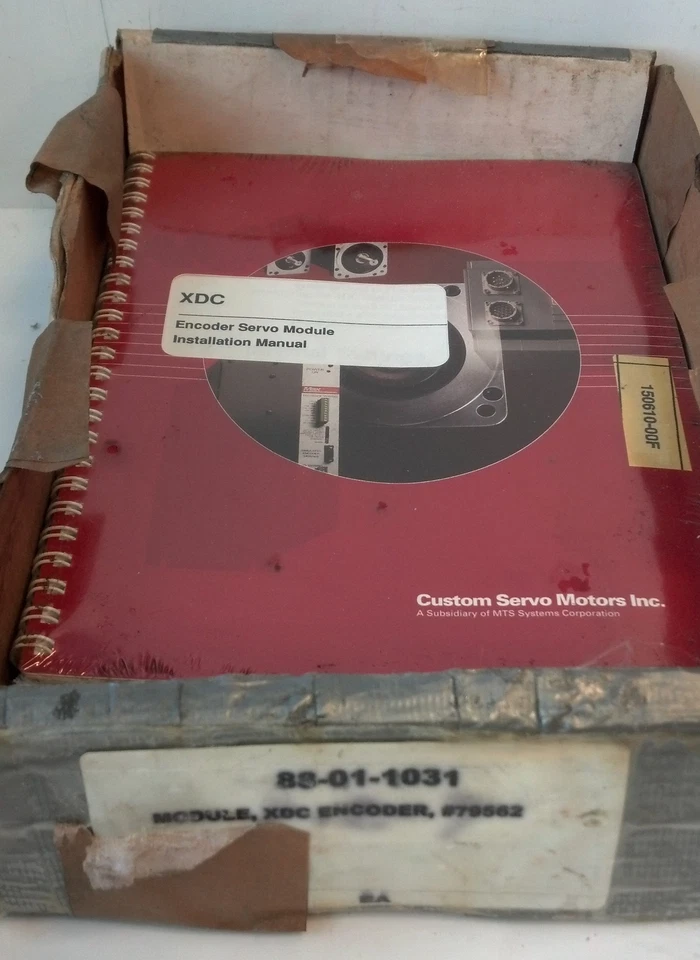 XDC
Encoder Servo Module
Installation Manual
150610-00F
Custom Servo Motors Inc.
A Subsidiary of MTS Systems Corporation
88-01-1031
MODULE, XDC ENCODER, #79562
EA